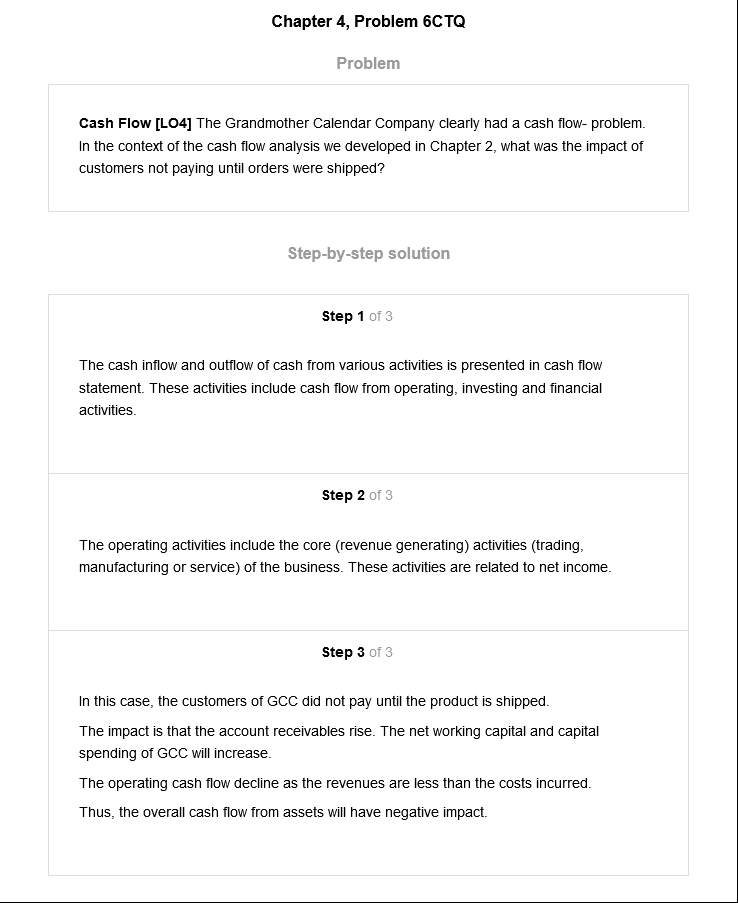 Chapter 4, Problem 6CTQ
Problem
Cash Flow [LO4] The Grandmother Calendar Company clearly had a cash flow- problem.
In the context of the cash flow analysis we developed in Chapter 2, what was the impact of
customers not paying until orders were shipped?
Step-by-step solution
Step 1 of 3
The cash inflow and outflow of cash from various activities is presented in cash flow
statement. These activities include cash flow from operating, investing and financial
activities.
Step 2 of 3
The operating activities include the core (revenue generating) activities (trading,
manufacturing or service) of the business. These activities are related to net income.
Step 3 of 3
In this case, the customers of GCC did not pay until the product is shipped.
The impact is that the account receivables rise. The net working capital and capital
spending of GCC will increase.
The operating cash flow decline as the revenues are less than the costs incurred.
Thus, the overall cash flow from assets will have negative impact.